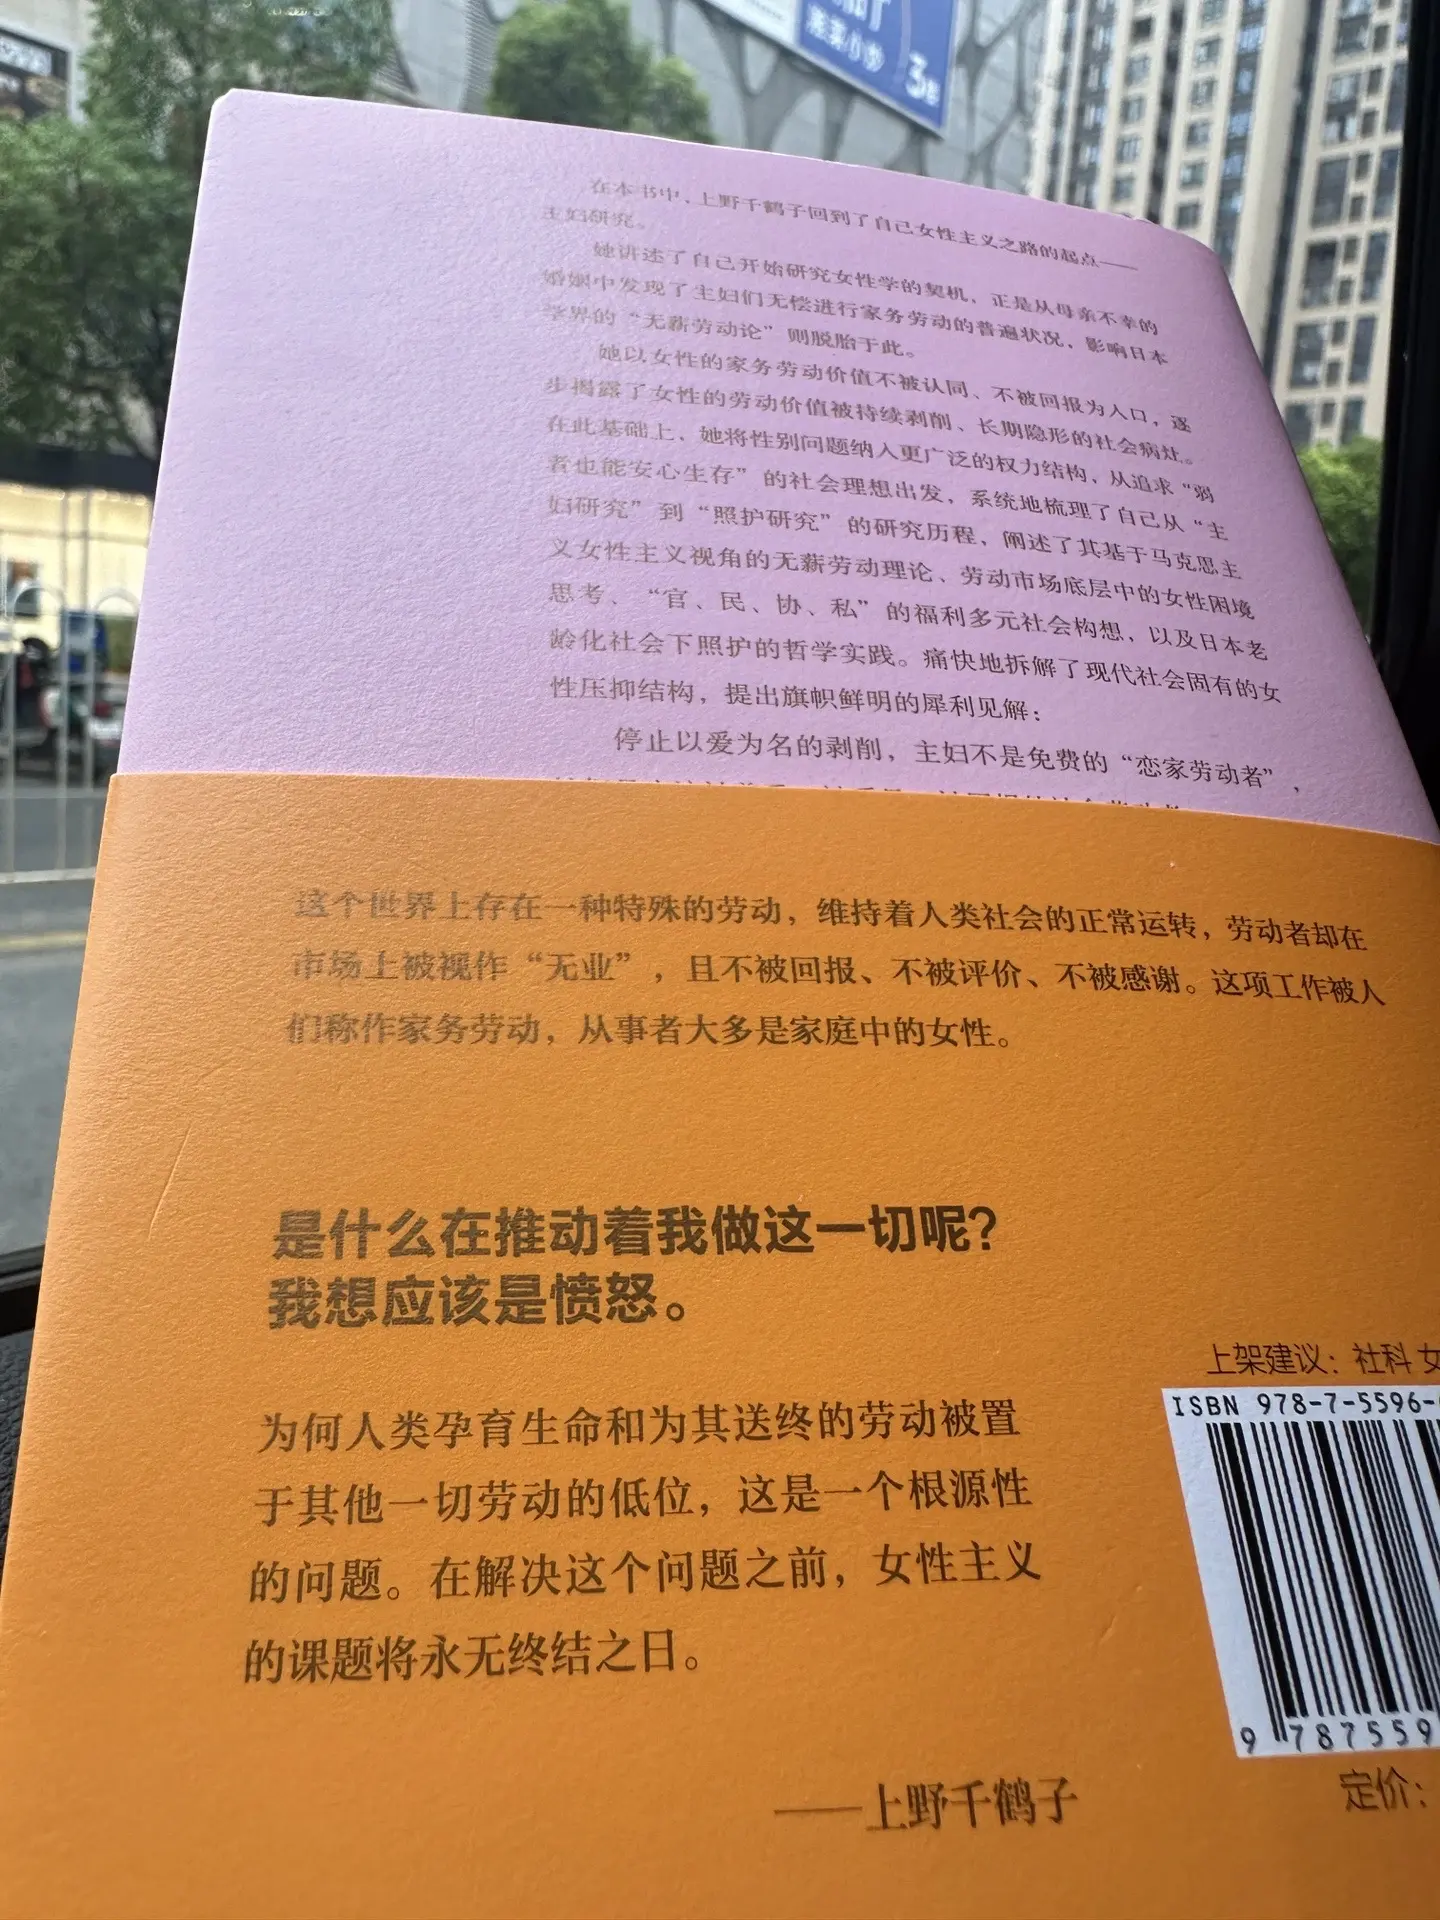 淮菜小炒
3
在本书中，上野千鹤子回到了自己女性主义之路的起点——
主妇研究。
她讲述了自己开始研究女性学的契机，正是从母亲不幸的
婚姻中发现了主妇们无偿进行家务劳动的普遍状况，影响日本
学界的“无薪劳动论”则脱胎于此。
她以女性的家务劳动价值不被认同、不被回报为入口，逐
步揭露了女性的劳动价值被持续剥削、长期隐形的社会病灶。
在此基础上，她将性别问题纳入更广泛的权力结构，从追求“弱
者也能安心生存”的社会理想出发，系统地梳理了自己从“主
妇研究”到“照护研究”的研究历程，阐述了其基于马克思主
义女性主义视角的无薪劳动理论、劳动市场底层中的女性困境
思考、“官、民、协、私”的福利多元社会构想，以及日本老
龄化社会下照护的哲学实践。痛快地拆解了现代社会固有的女
性压抑结构，提出旗帜鲜明的犀利见解：
停止以爱为名的剥削，主妇不是免费的“恋家劳动者”，
这个世界上存在一种特殊的劳动，维持着人类社会的正常运转，劳动者却在
市场上被视作“无业”，且不被回报、不被评价、不被感谢。这项工作被人
们称作家务劳动，从事者大多是家庭中的女性。
是什么在推动着我做这一切呢？
我想应该是愤怒。
为何人类孕育生命和为其送终的劳动被置
于其他一切劳动的低位，这是一个根源性
的问题。在解决这个问题之前，女性主义
的课题将永无终结之日。
——上野千鹤子
上架建议：社科 女
ISBN 978-7-5596-
9 787559
定价：